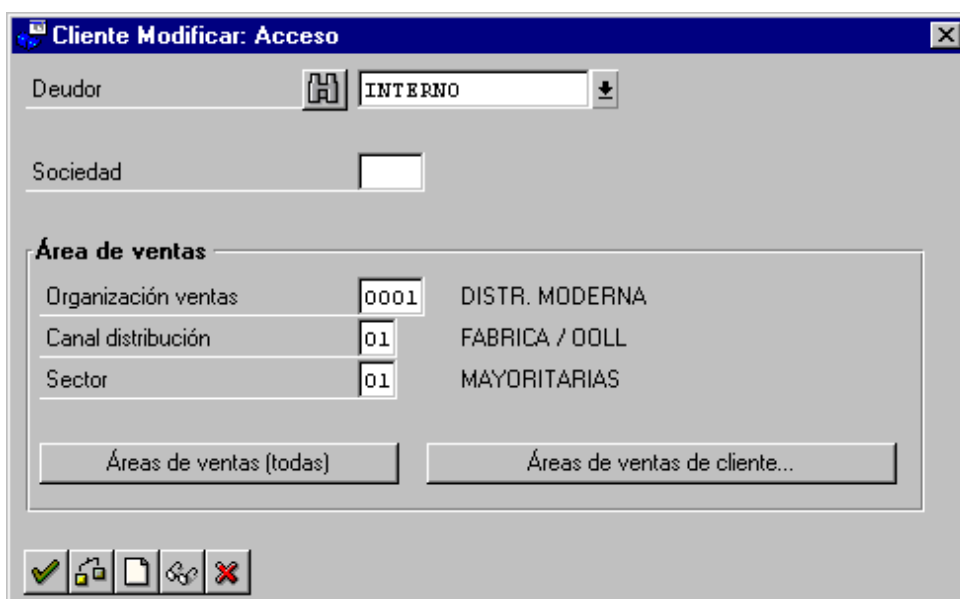 Cliente Modificar: Acceso
Deudor INTERNO
Sociedad
Área de ventas
Organización ventas 0001 DISTR. MODERNA
Canal distribución 01 FABRICA / OOLL
Sector 01 MAYORITARIAS
Áreas de ventas (todas) Áreas de ventas de cliente...